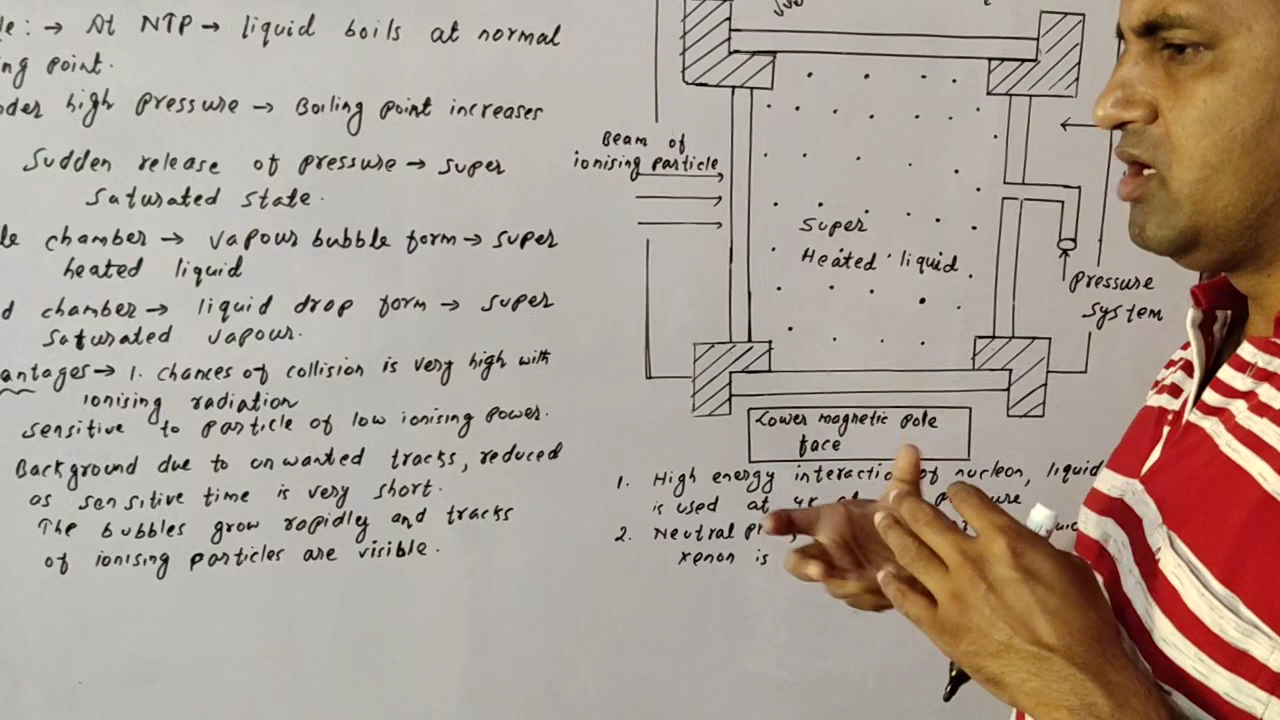 le:→ At NTP→ liquid boils at normal
ng point.
nder high pressure → Boiling point increases
Sudden release of pressure → super
saturated state.
le chamber → vapour bubble form → super
heated liquid
d chamber → liquid drop form → super
saturated vapour.
antages→ 1. chances of collision is very high with
ionising radiation
sensitive to particle of low ionising power.
Background due to unwanted tracks, reduced
as sensitive time is very short.
The bubbles grow rapidly and tracks
of ionising particles are visible.
Beam of
ionising particle
Super
Heated liquid
Pressure
system
Lower magnetic pole
face
1. High energy interaction of nucleon, liquid
is used at
2. Neutral
xenon is